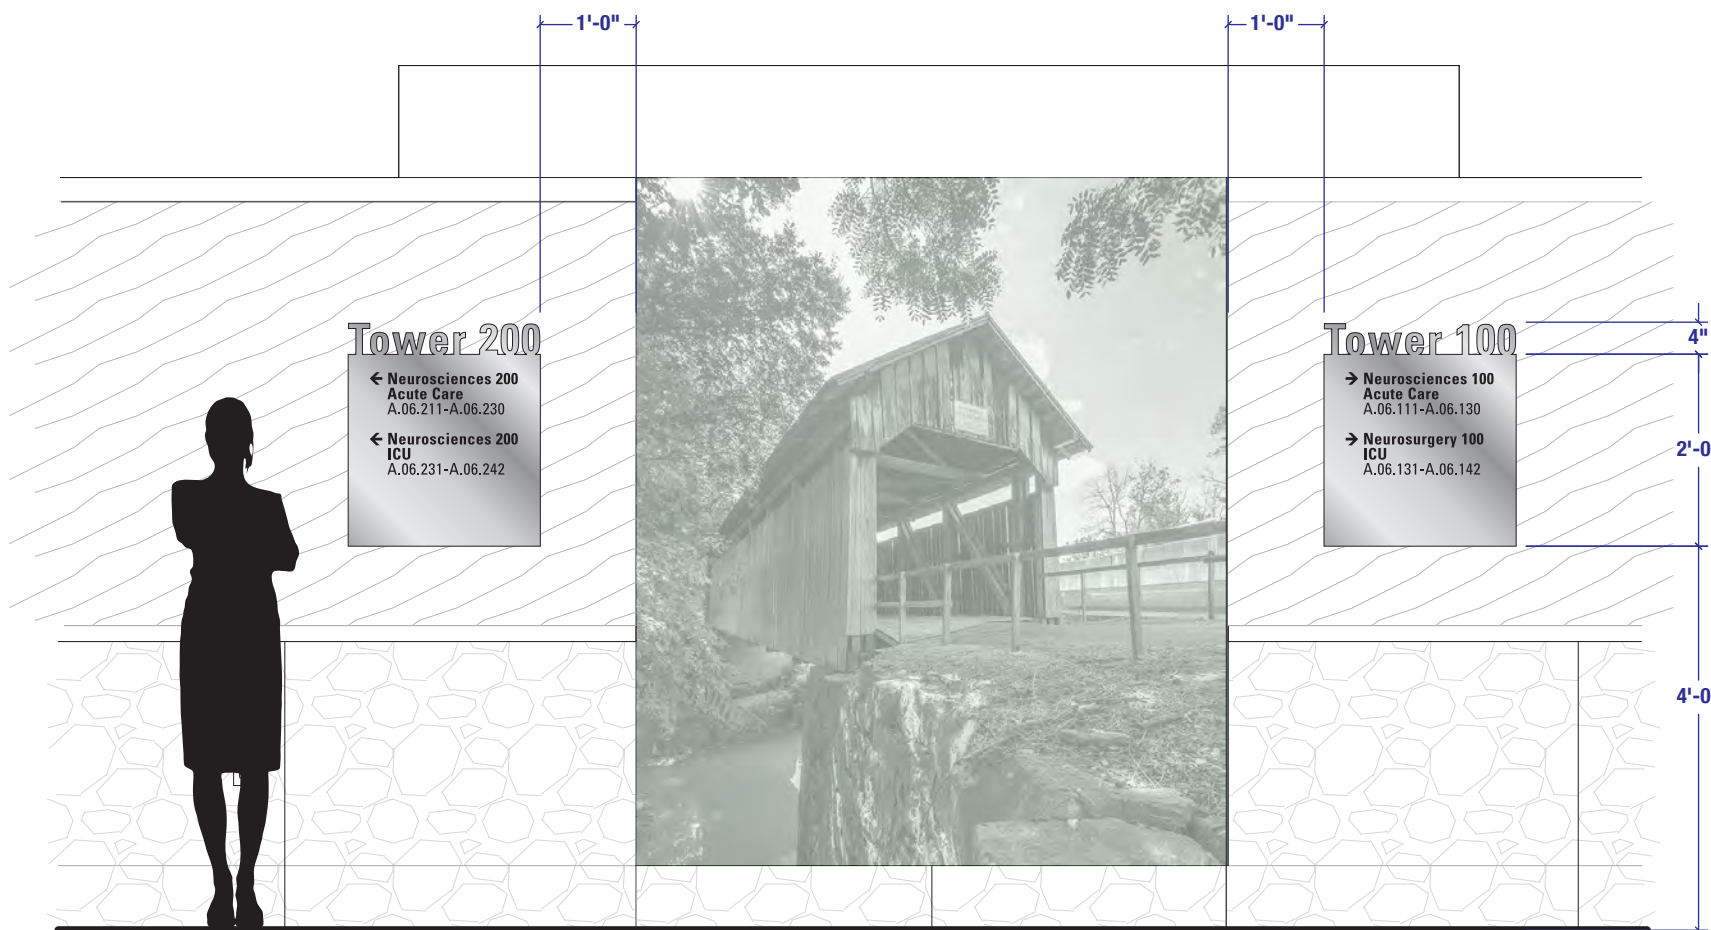 1'-0"
1'-0"
Tower 200
← Neurosciences 200
Acute Care
A.06.211-A.06.230
← Neurosciences 200
ICU
A.06.231-A.06.242
Tower 100
→ Neurosciences 100
Acute Care
A.06.111-A.06.130
→ Neurosurgery 100
ICU
A.06.131-A.06.142
4"
2'-0
4'-0